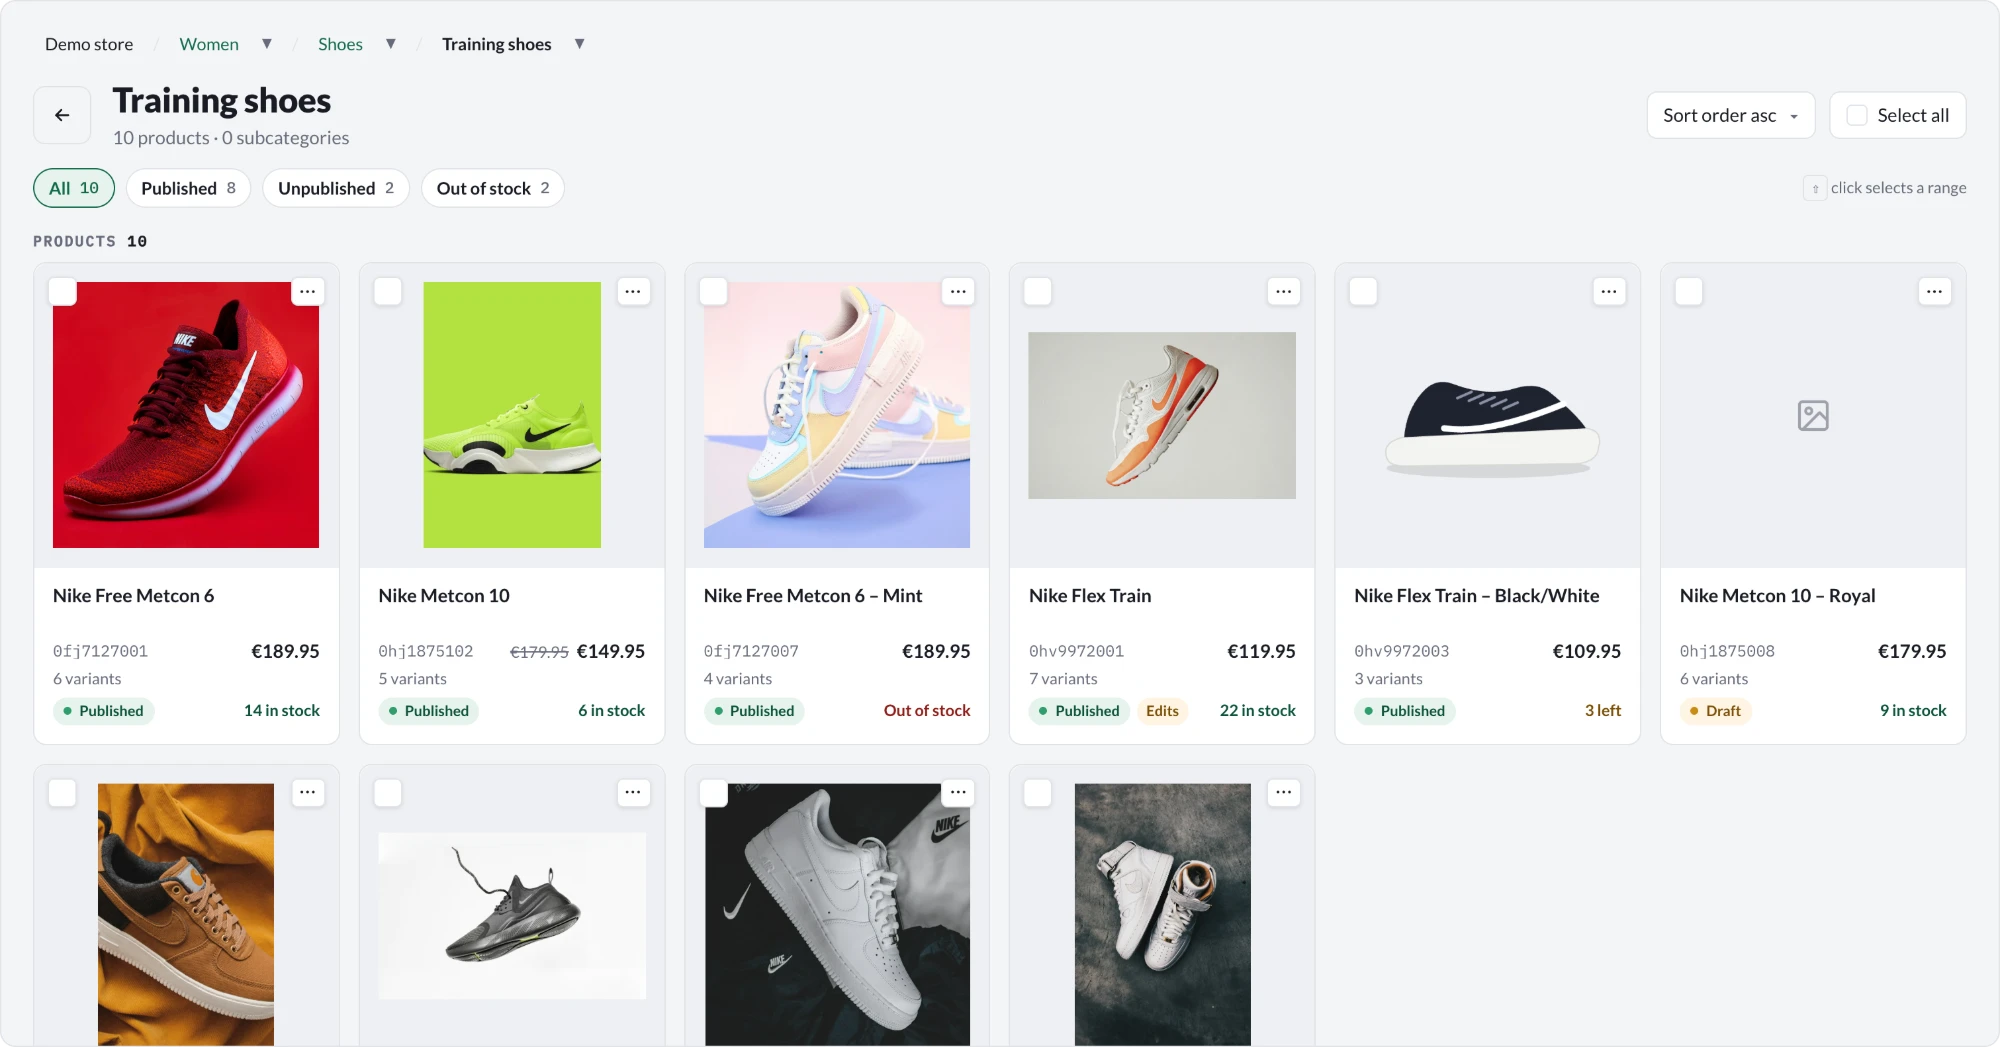 Demo store / Women ▼ / Shoes ▼ / Training shoes ▼
Training shoes
10 products · 0 subcategories
Sort order asc
Select all
All 10
Published 8
Unpublished 2
Out of stock 2
⇧ click selects a range
PRODUCTS 10
NIKE
Nike Free Metcon 6
0fj7127001 €189.95
6 variants
Published 14 in stock
Nike Metcon 10
0hj1875102 €179.95 €149.95
5 variants
Published 6 in stock
Nike Free Metcon 6 – Mint
0fj7127007 €189.95
4 variants
Published Out of stock
Nike Flex Train
0hv9972001 €119.95
7 variants
Published Edits 22 in stock
Nike Flex Train – Black/White
0hv9972003 €109.95
3 variants
Published 3 left
Nike Metcon 10 – Royal
0hj1875008 €179.95
6 variants
Draft 9 in stock
NIKE
NIKE